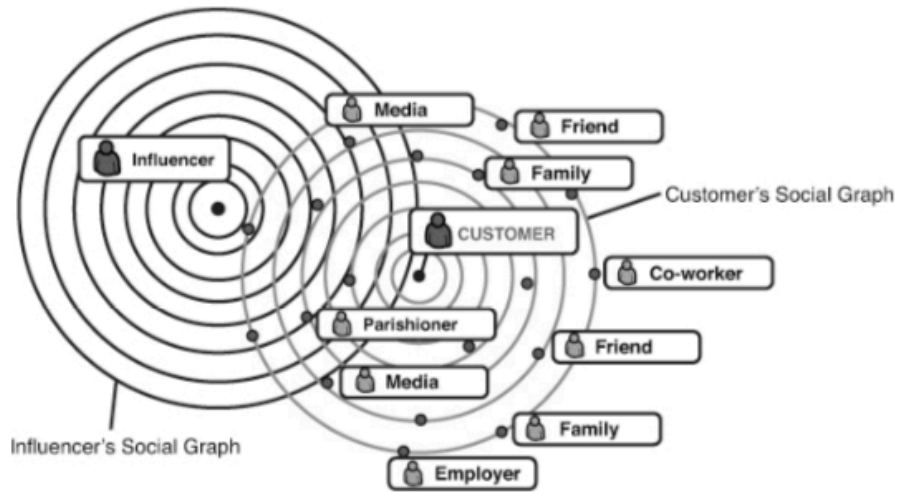 Media
Friend
Influencer
Family
Customer's Social Graph
CUSTOMER
Co-worker
Parishioner
Friend
Media
Family
Influencer's Social Graph
Employer